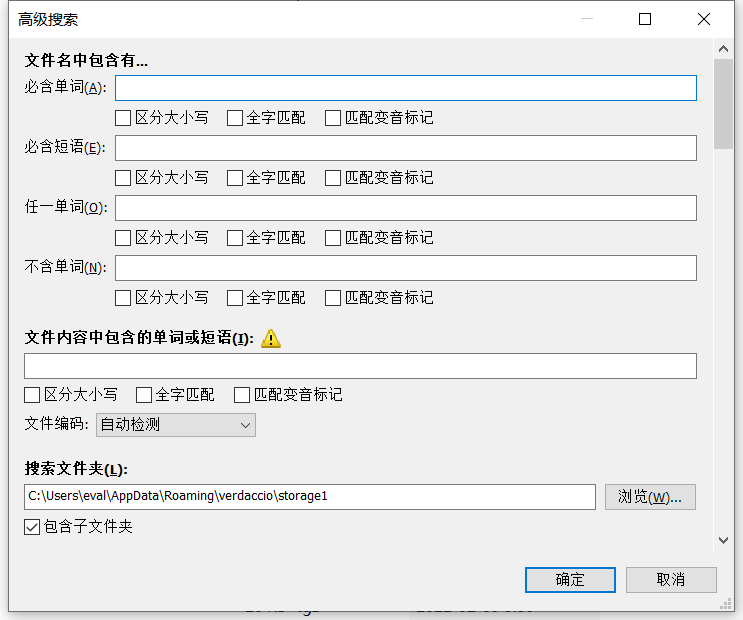 高级搜索
文件名中包含有...
必含单词(A):
区分大小写 全字匹配 匹配变音标记
必含短语(E):
区分大小写 全字匹配 匹配变音标记
任一单词(O):
区分大小写 全字匹配 匹配变音标记
不含单词(N):
区分大小写 全字匹配 匹配变音标记
文件内容中包含的单词或短语(I):
区分大小写 全字匹配 匹配变音标记
文件编码: 自动检测
搜索文件夹(L):
C:\Users\eval\AppData\Roaming\verdaccio\storage1 浏览(W)...
包含子文件夹
确定 取消